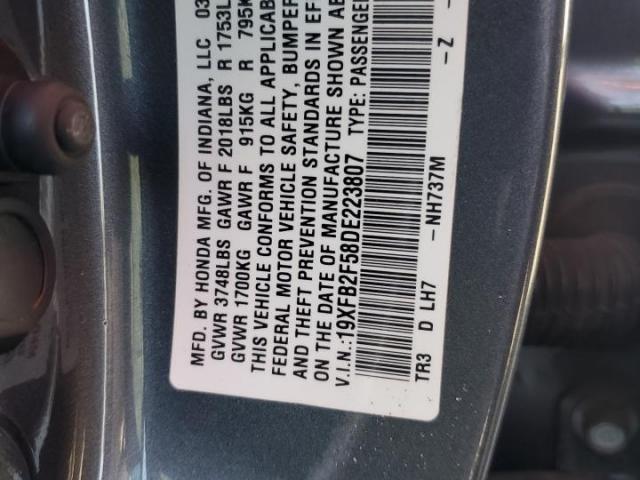 MFD. BY HONDA MFG. OF INDIANA, LLC 03
GVWR 3748LBS GAWR F 2018LBS R 1753L
GVWR 1700KG GAWR F 915KG R 795K
THIS VEHICLE CONFORMS TO ALL APPLICAB
FEDERAL MOTOR VEHICLE SAFETY, BUMPER
AND THEFT PREVENTION STANDARDS IN EF
ON THE DATE OF MANUFACTURE SHOWN AB
V.I.N.:19XFB2F58DE223807 TYPE: PASSENGER
TR3 D LH7 -NH737M -Z -